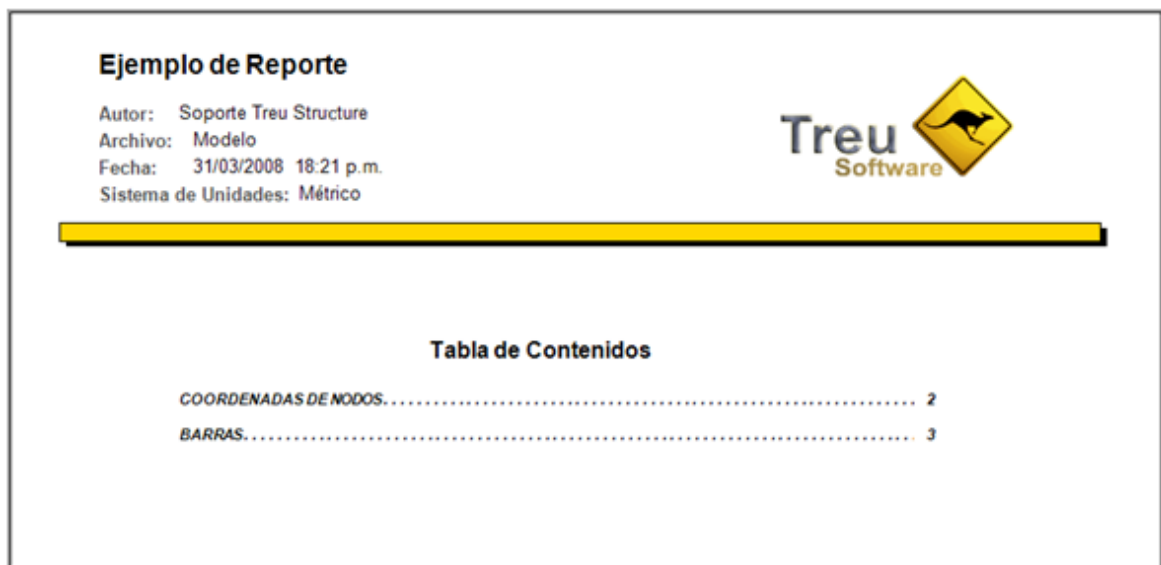 Ejemplo de Reporte
Autor: Soporte Treu Structure
Archivo: Modelo
Fecha: 31/03/2008 18:21 p.m.
Sistema de Unidades: Métrico
Treu
Software
Tabla de Contenidos
COORDENADAS DE NODOS................................................................ 2
BARRAS................................................................................. 3